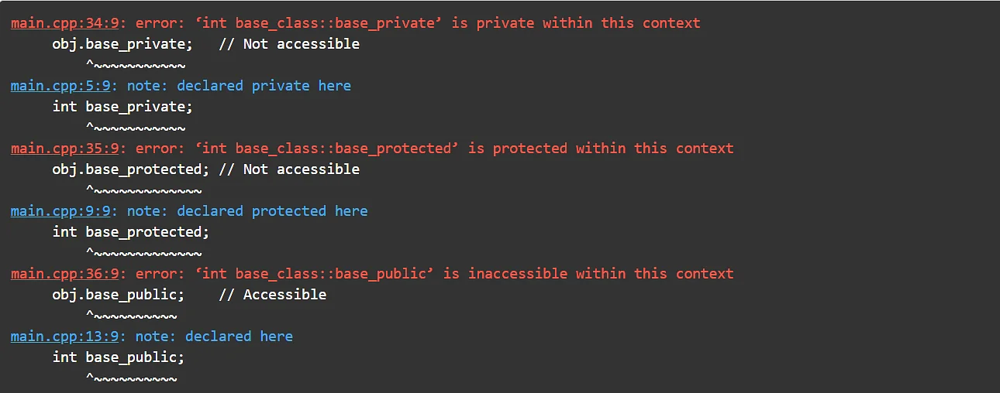 main.cpp:34:9: error: ‘int base_class::base_private’ is private within this context
     obj.base_private;   // Not accessible
         ^~~~~~~~~~~~
main.cpp:5:9: note: declared private here
     int base_private;
         ^~~~~~~~~~~~
main.cpp:35:9: error: ‘int base_class::base_protected’ is protected within this context
     obj.base_protected; // Not accessible
         ^~~~~~~~~~~~~~
main.cpp:9:9: note: declared protected here
     int base_protected;
         ^~~~~~~~~~~~~~
main.cpp:36:9: error: ‘int base_class::base_public’ is inaccessible within this context
     obj.base_public;    // Accessible
         ^~~~~~~~~~~
main.cpp:13:9: note: declared here
     int base_public;
         ^~~~~~~~~~~